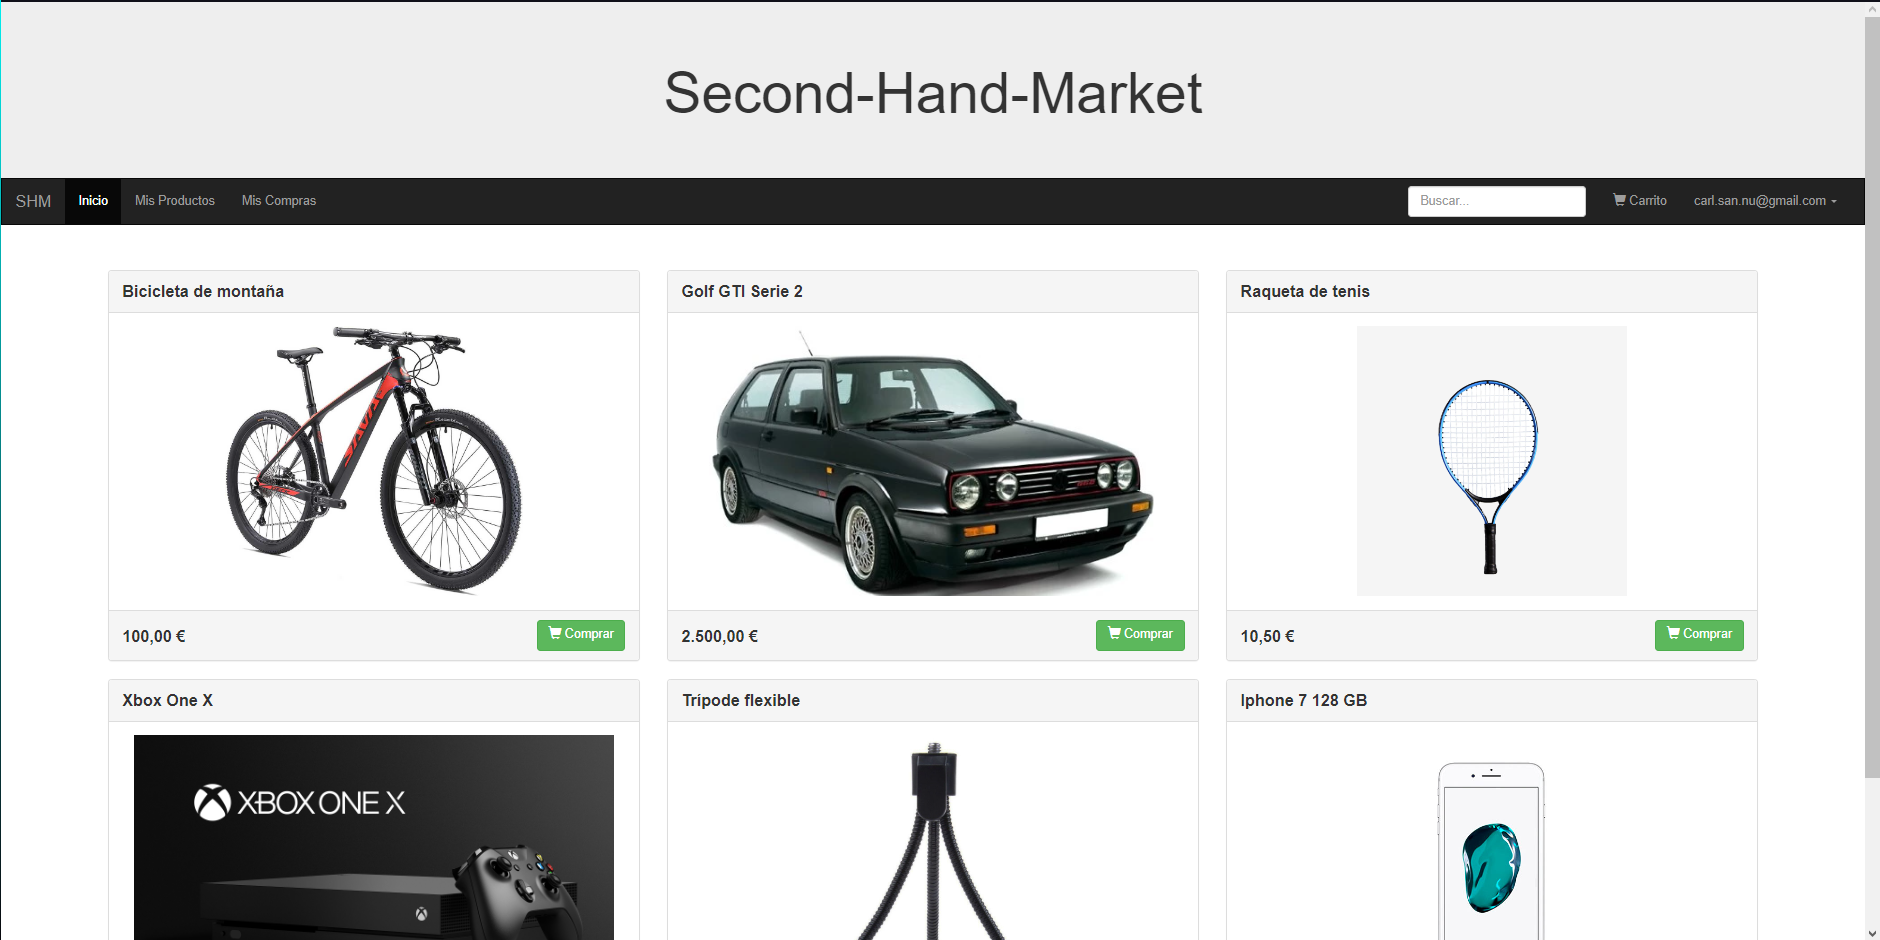 Second-Hand-Market
SHM Inicio Mis Productos Mis Compras Buscar... Carrito carl.san.nu@gmail.com
Bicicleta de montaña
Golf GTI Serie 2
Raqueta de tenis
100,00 € Comprar
2.500,00 € Comprar
10,50 € Comprar
Xbox One X
Trípode flexible
Iphone 7 128 GB
XBOX ONE X